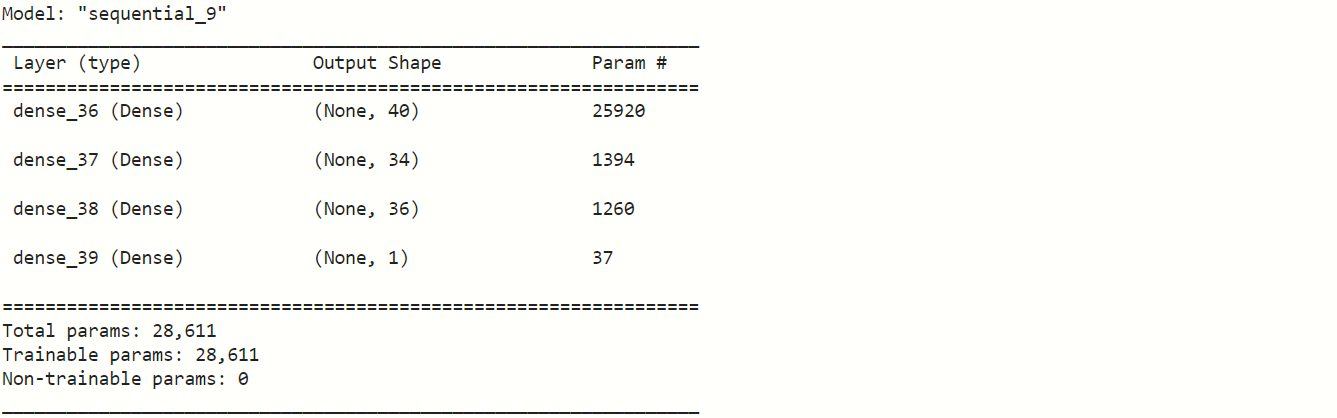 Model: "sequential_9"
_________________________________________________________________
Layer (type)                Output Shape              Param #
=================================================================
dense_36 (Dense)            (None, 40)                25920
dense_37 (Dense)            (None, 34)                1394
dense_38 (Dense)            (None, 36)                1260
dense_39 (Dense)            (None, 1)                 37
=================================================================
Total params: 28,611
Trainable params: 28,611
Non-trainable params: 0
_________________________________________________________________